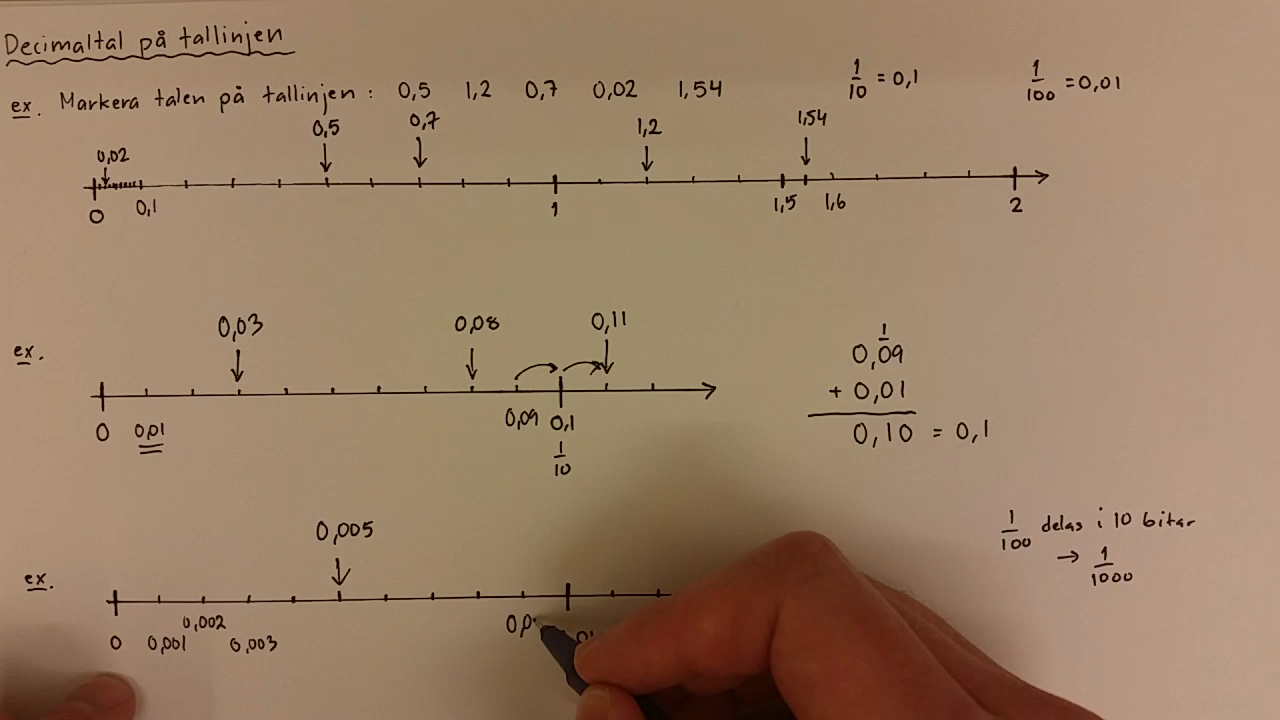 Decimaltal på tallinjen
ex. Markera talen på tallinjen : 0,5 1,2 0,7 0,02 1,54 1/10 = 0,1 1/100 = 0,01
0,02 0,5 0,7 1,2 1,54
0 0,1 1 1,5 1,6 2
ex. 0,03 0,08 0,11
0 0,01 0,09 0,1
1/10
1
0,09
+ 0,01
0,10 = 0,1
1/100 delas i 10 bitar
→ 1/1000
ex. 0,005
0 0,001 0,002 0,003